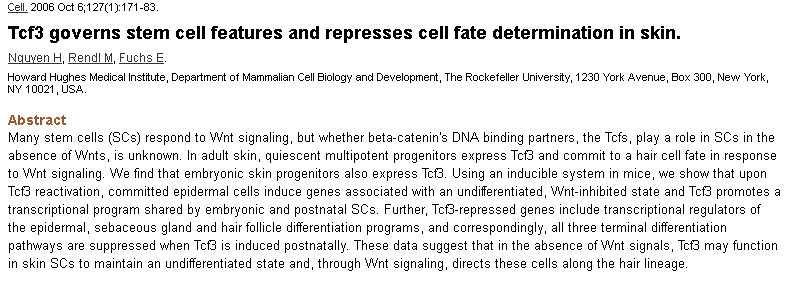 Cell. 2006 Oct 6;127(1):171-83.
Tcf3 governs stem cell features and represses cell fate determination in skin.
Nguyen H, Rendl M, Fuchs E.
Howard Hughes Medical Institute, Department of Mammalian Cell Biology and Development, The Rockefeller University, 1230 York Avenue, Box 300, New York,
NY 10021, USA.
Abstract
Many stem cells (SCs) respond to Wnt signaling, but whether beta-catenin's DNA binding partners, the Tcfs, play a role in SCs in the
absence of Wnts, is unknown. In adult skin, quiescent multipotent progenitors express Tcf3 and commit to a hair cell fate in response
to Wnt signaling. We find that embryonic skin progenitors also express Tcf3. Using an inducible system in mice, we show that upon
Tcf3 reactivation, committed epidermal cells induce genes associated with an undifferentiated, Wnt-inhibited state and Tcf3 promotes a
transcriptional program shared by embryonic and postnatal SCs. Further, Tcf3-repressed genes include transcriptional regulators of
the epidermal, sebaceous gland and hair follicle differentiation programs, and correspondingly, all three terminal differentiation
pathways are suppressed when Tcf3 is induced postnatally. These data suggest that in the absence of Wnt signals, Tcf3 may function
in skin SCs to maintain an undifferentiated state and, through Wnt signaling, directs these cells along the hair lineage.